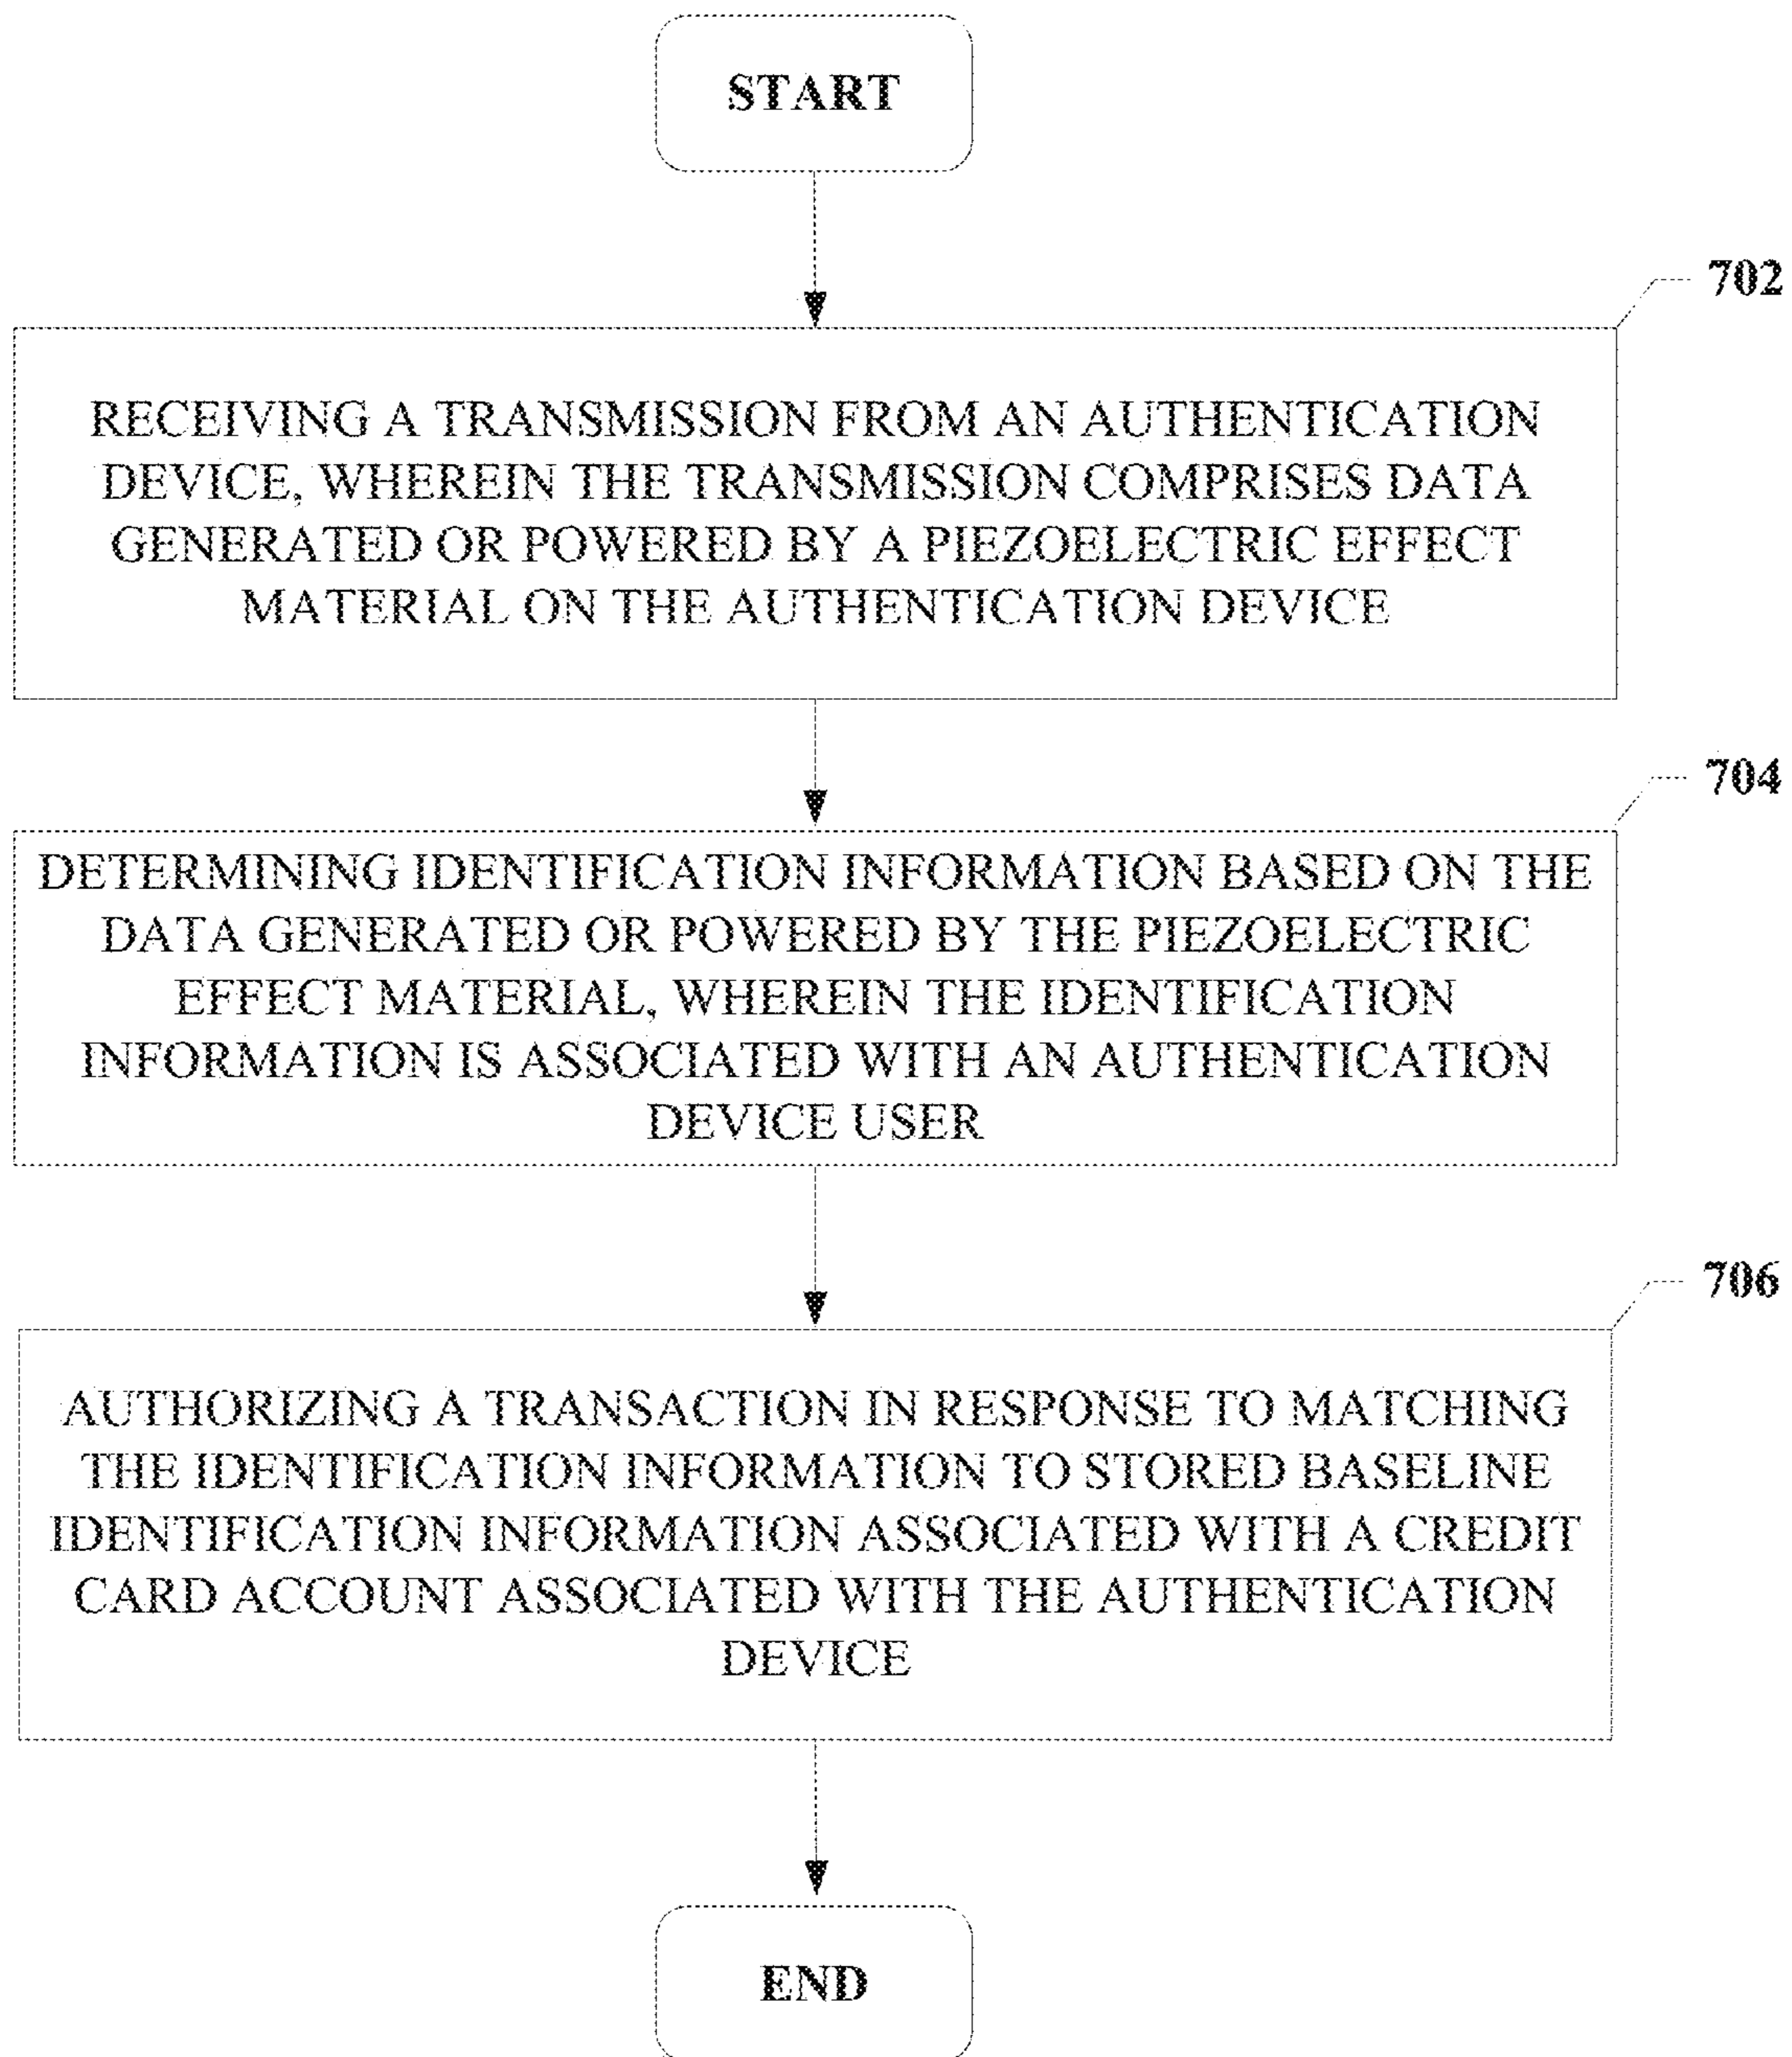 START
702
RECEIVING A TRANSMISSION FROM AN AUTHENTICATION
DEVICE, WHEREIN THE TRANSMISSION COMPRISES DATA
GENERATED OR POWERED BY A PIEZOELECTRIC EFFECT
MATERIAL ON THE AUTHENTICATION DEVICE
704
DETERMINING IDENTIFICATION INFORMATION BASED ON THE
DATA GENERATED OR POWERED BY THE PIEZOELECTRIC
EFFECT MATERIAL, WHEREIN THE IDENTIFICATION
INFORMATION IS ASSOCIATED WITH AN AUTHENTICATION
DEVICE USER
706
AUTHORIZING A TRANSACTION IN RESPONSE TO MATCHING
THE IDENTIFICATION INFORMATION TO STORED BASELINE
IDENTIFICATION INFORMATION ASSOCIATED WITH A CREDIT
CARD ACCOUNT ASSOCIATED WITH THE AUTHENTICATION
DEVICE
END